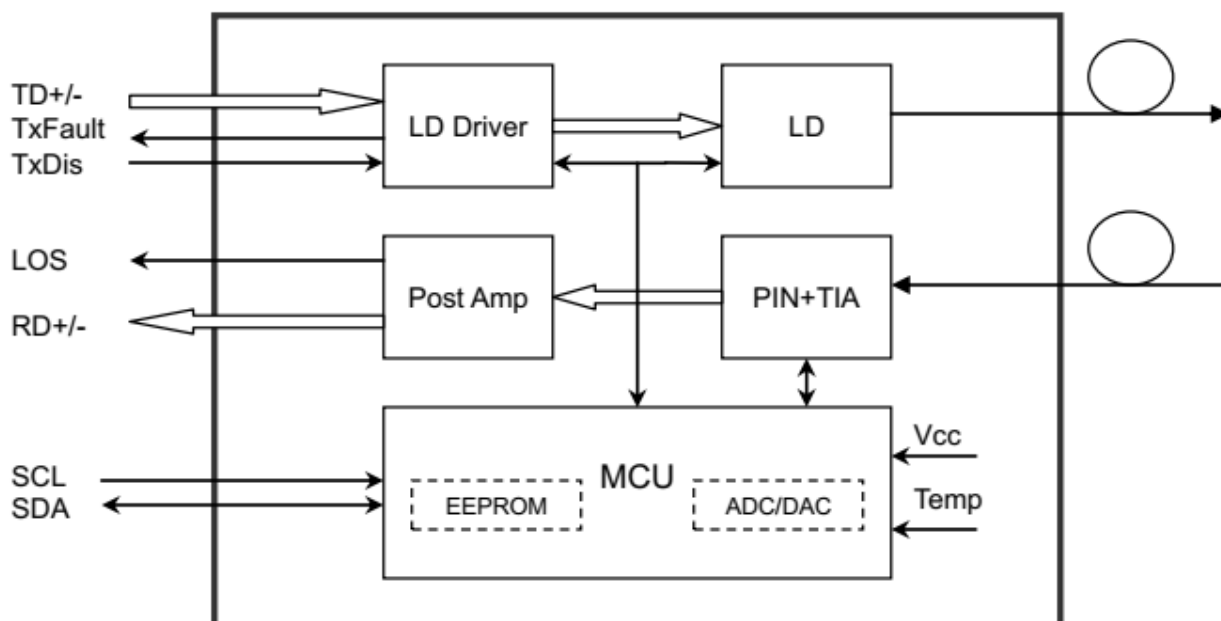 TD+/-
TxFault
TxDis
LD Driver
LD
LOS
RD+/-
Post Amp
PIN+TIA
SCL
SDA
MCU
EEPROM
ADC/DAC
Vcc
Temp